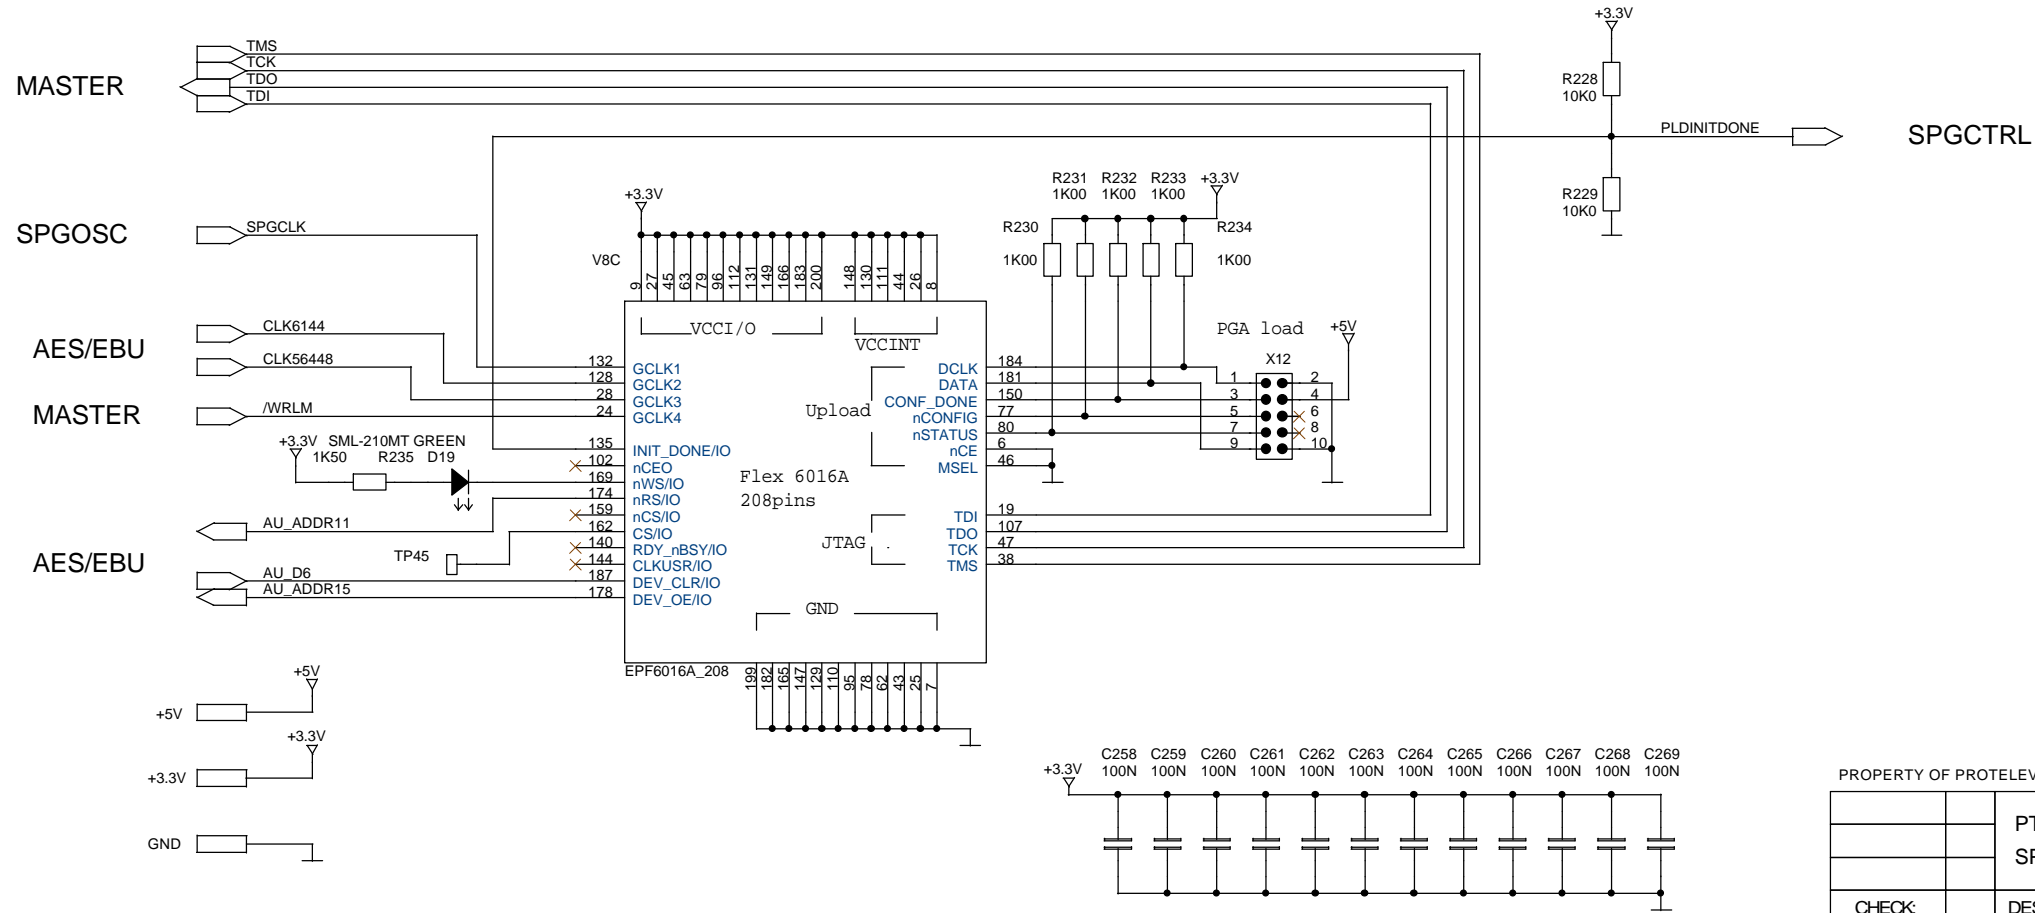 +3.3V
TMS
TCK
TDO
TDI
MASTER
R228
10K0
PLDINITDONE
SPGCTRL
R229
10K0
R231 R232 R233 +3.3V
1K00 1K00 1K00
R230 R234
1K00 1K00
+3.3V
SPGOSC
SPGCLK
V8C
9 27 45 63 79 96 112 131 149 166 183 200 148 130 111 44 26 8
VCCI/O
VCCINT
AES/EBU
CLK6144
CLK56448
MASTER
/WRLM
132 GCLK1
128 GCLK2
28 GCLK3
24 GCLK4
135 INIT_DONE/IO
102 nCEO
169 nWS/IO
174 nRS/IO
159 nCS/IO
162 CS/IO
140 RDY_nBSY/IO
144 CLKUSR/IO
187 DEV_CLR/IO
178 DEV_OE/IO
+3.3V SML-210MT GREEN
1K50 R235 D19
AU_ADDR11
TP45
AES/EBU
AU_D6
AU_ADDR15
Upload
Flex 6016A
208pins
JTAG
GND
DCLK 184
DATA 181
CONF_DONE 150
nCONFIG 77
nSTATUS 80
nCE 6
MSEL 46
TDI 19
TDO 107
TCK 47
TMS 38
PGA load +5V
X12
1 2
3 4
5 6
7 8
9 10
EPF6016A_208
199 182 165 147 129 110 95 78 62 43 25 7
+5V
+5V
+3.3V
+3.3V
GND
+3.3V
C258 C259 C260 C261 C262 C263 C264 C265 C266 C267 C268 C269
100N 100N 100N 100N 100N 100N 100N 100N 100N 100N 100N 100N
PROPERTY OF PROTELEV
PT
SP
CHECK: DES